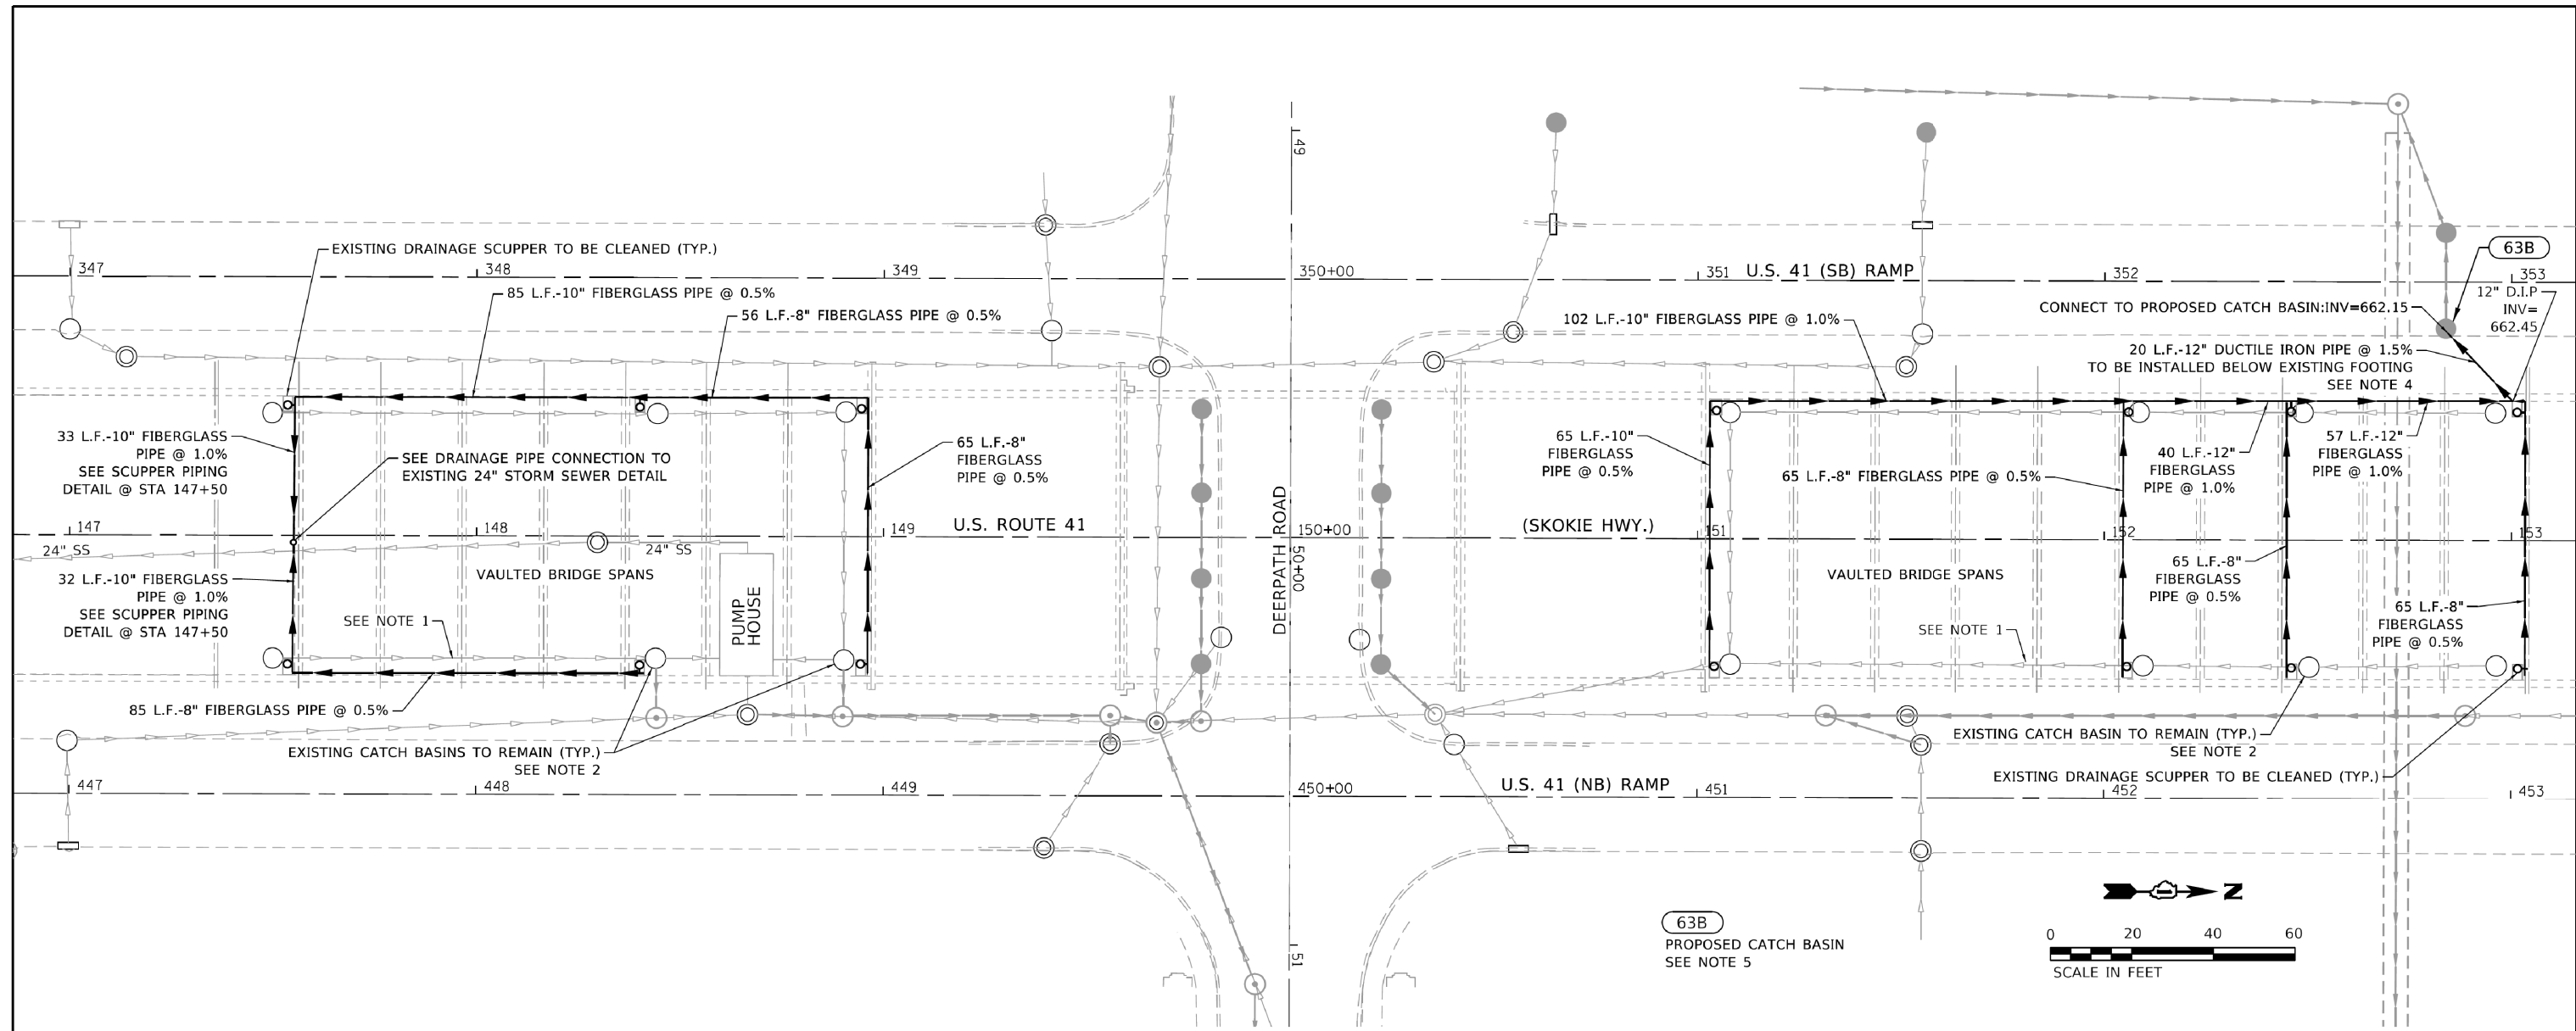 49
63B
EXISTING DRAINAGE SCUPPER TO BE CLEANED (TYP.)
347
348
349
350+00
351
U.S. 41 (SB) RAMP
352
353
85 L.F.-10" FIBERGLASS PIPE @ 0.5%
56 L.F.-8" FIBERGLASS PIPE @ 0.5%
102 L.F.-10" FIBERGLASS PIPE @ 1.0%
CONNECT TO PROPOSED CATCH BASIN:INV=662.15
12" D.I.P
INV=
662.45
20 L.F.-12" DUCTILE IRON PIPE @ 1.5%
TO BE INSTALLED BELOW EXISTING FOOTING
SEE NOTE 4
33 L.F.-10" FIBERGLASS
PIPE @ 1.0%
SEE SCUPPER PIPING
DETAIL @ STA 147+50
SEE DRAINAGE PIPE CONNECTION TO
EXISTING 24" STORM SEWER DETAIL
65 L.F.-8"
FIBERGLASS
PIPE @ 0.5%
65 L.F.-10"
FIBERGLASS
PIPE @ 0.5%
65 L.F.-8" FIBERGLASS PIPE @ 0.5%
40 L.F.-12"
FIBERGLASS
PIPE @ 1.0%
57 L.F.-12"
FIBERGLASS
PIPE @ 1.0%
147
148
149
U.S. ROUTE 41
150+00
(SKOKIE HWY.)
151
152
153
DEERPATH ROAD
50+00
24" SS
24" SS
32 L.F.-10" FIBERGLASS
PIPE @ 1.0%
SEE SCUPPER PIPING
DETAIL @ STA 147+50
VAULTED BRIDGE SPANS
PUMP
HOUSE
SEE NOTE 1
VAULTED BRIDGE SPANS
65 L.F.-8"
FIBERGLASS
PIPE @ 0.5%
65 L.F.-8"
FIBERGLASS
PIPE @ 0.5%
SEE NOTE 1
85 L.F.-8" FIBERGLASS PIPE @ 0.5%
EXISTING CATCH BASINS TO REMAIN (TYP.)
SEE NOTE 2
EXISTING CATCH BASIN TO REMAIN (TYP.)
SEE NOTE 2
EXISTING DRAINAGE SCUPPER TO BE CLEANED (TYP.)
447
448
449
450+00
451
U.S. 41 (NB) RAMP
452
453
51
63B
PROPOSED CATCH BASIN
SEE NOTE 5
N
0 20 40 60
SCALE IN FEET